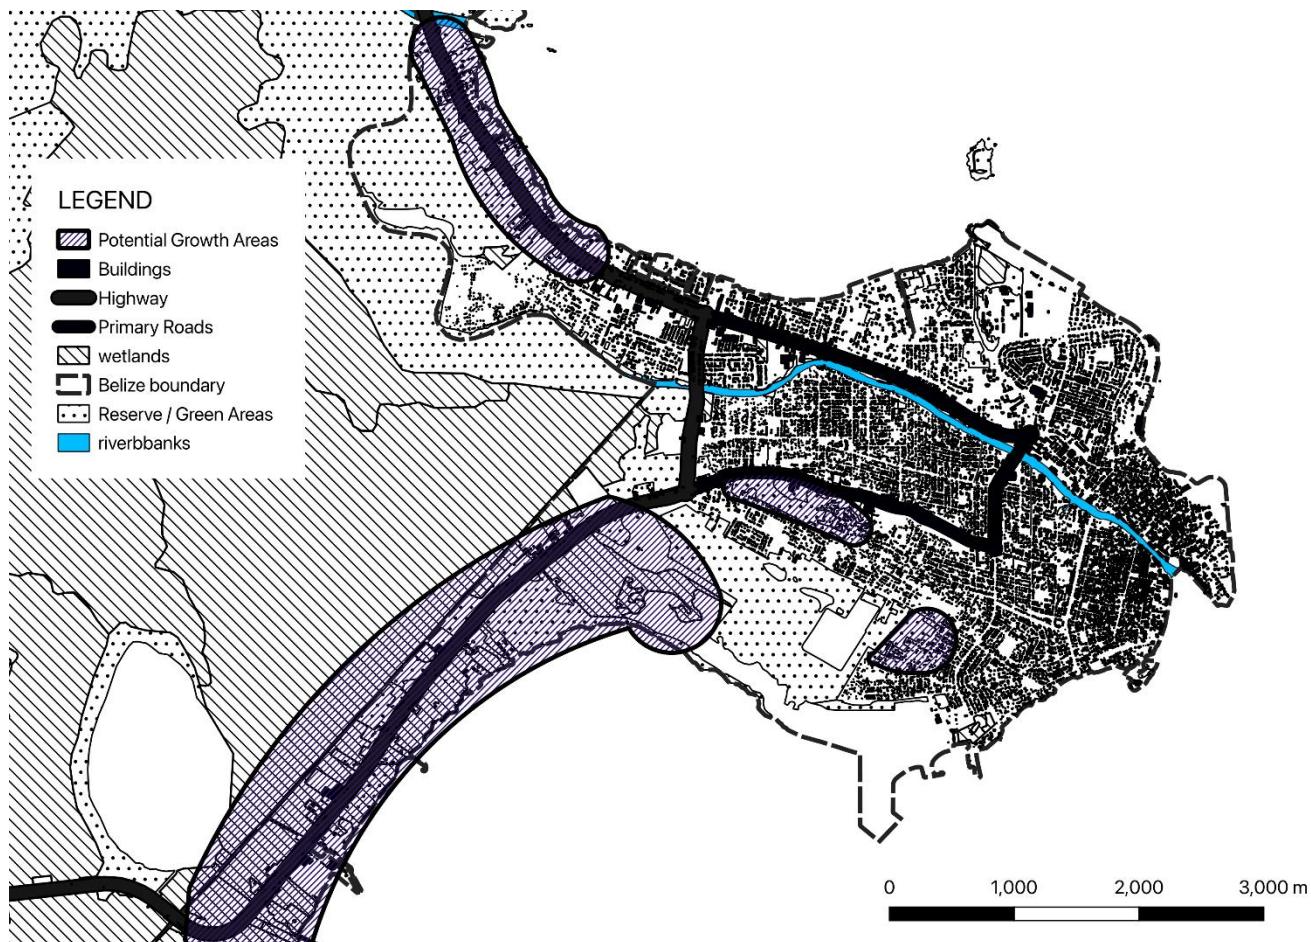 LEGEND
Potential Growth Areas
Buildings
Highway
Primary Roads
wetlands
Belize boundary
Reserve / Green Areas
riverbbanks
0 1,000 2,000 3,000 m